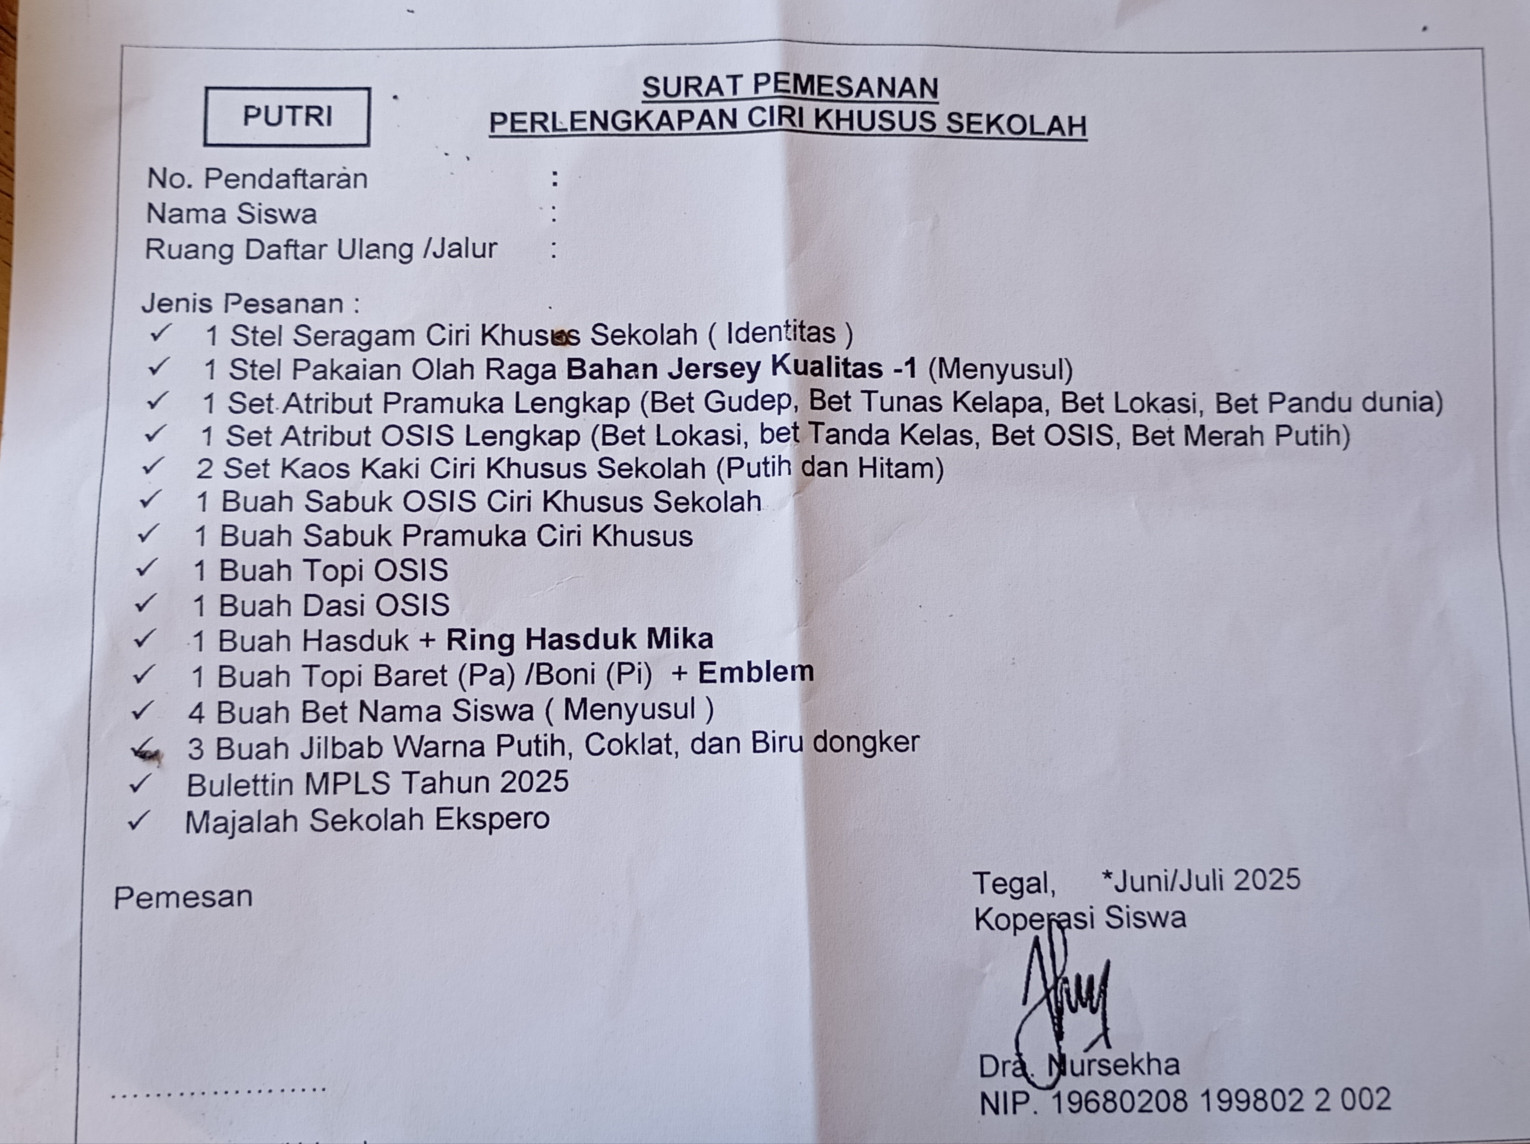 PUTRI
SURAT PEMESANAN
PERLENGKAPAN CIRI KHUSUS SEKOLAH
No. Pendaftaran :
Nama Siswa :
Ruang Daftar Ulang /Jalur :
Jenis Pesanan :
✓ 1 Stel Seragam Ciri Khusus Sekolah ( Identitas )
✓ 1 Stel Pakaian Olah Raga Bahan Jersey Kualitas -1 (Menyusul)
✓ 1 Set Atribut Pramuka Lengkap (Bet Gudep, Bet Tunas Kelapa, Bet Lokasi, Bet Pandu dunia)
✓ 1 Set Atribut OSIS Lengkap (Bet Lokasi, bet Tanda Kelas, Bet OSIS, Bet Merah Putih)
✓ 2 Set Kaos Kaki Ciri Khusus Sekolah (Putih dan Hitam)
✓ 1 Buah Sabuk OSIS Ciri Khusus Sekolah
✓ 1 Buah Sabuk Pramuka Ciri Khusus
✓ 1 Buah Topi OSIS
✓ 1 Buah Dasi OSIS
✓ 1 Buah Hasduk + Ring Hasduk Mika
✓ 1 Buah Topi Baret (Pa) /Boni (Pi) + Emblem
✓ 4 Buah Bet Nama Siswa ( Menyusul )
✓ 3 Buah Jilbab Warna Putih, Coklat, dan Biru dongker
✓ Bulettin MPLS Tahun 2025
✓ Majalah Sekolah Ekspero
Tegal, *Juni/Juli 2025
Pemesan
Koperasi Siswa
Dra. Nursekha
....................
NIP. 19680208 199802 2 002